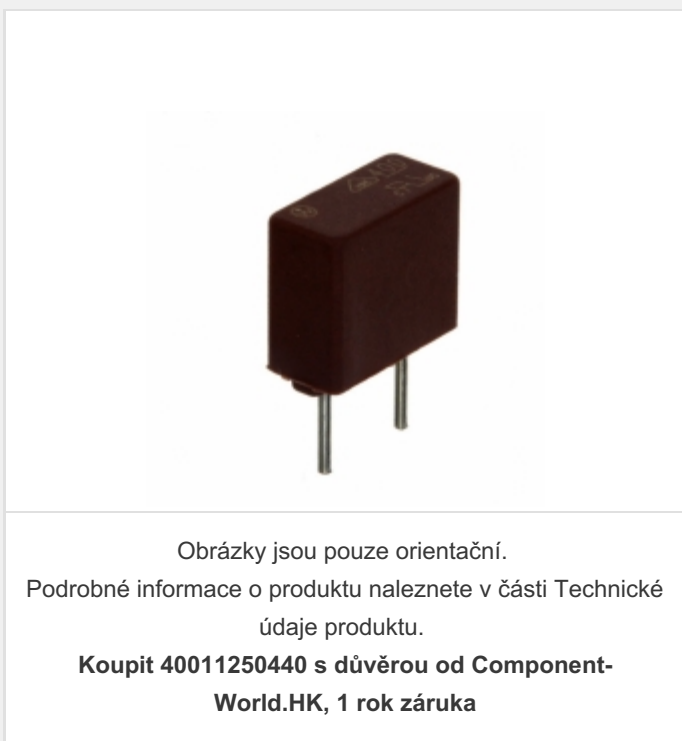 Obrázky jsou pouze orientační.
Podrobné informace o produktu naleznete v části Technické
údaje produktu.
Koupit 40011250440 s důvěrou od Component-
World.HK, 1 rok záruka